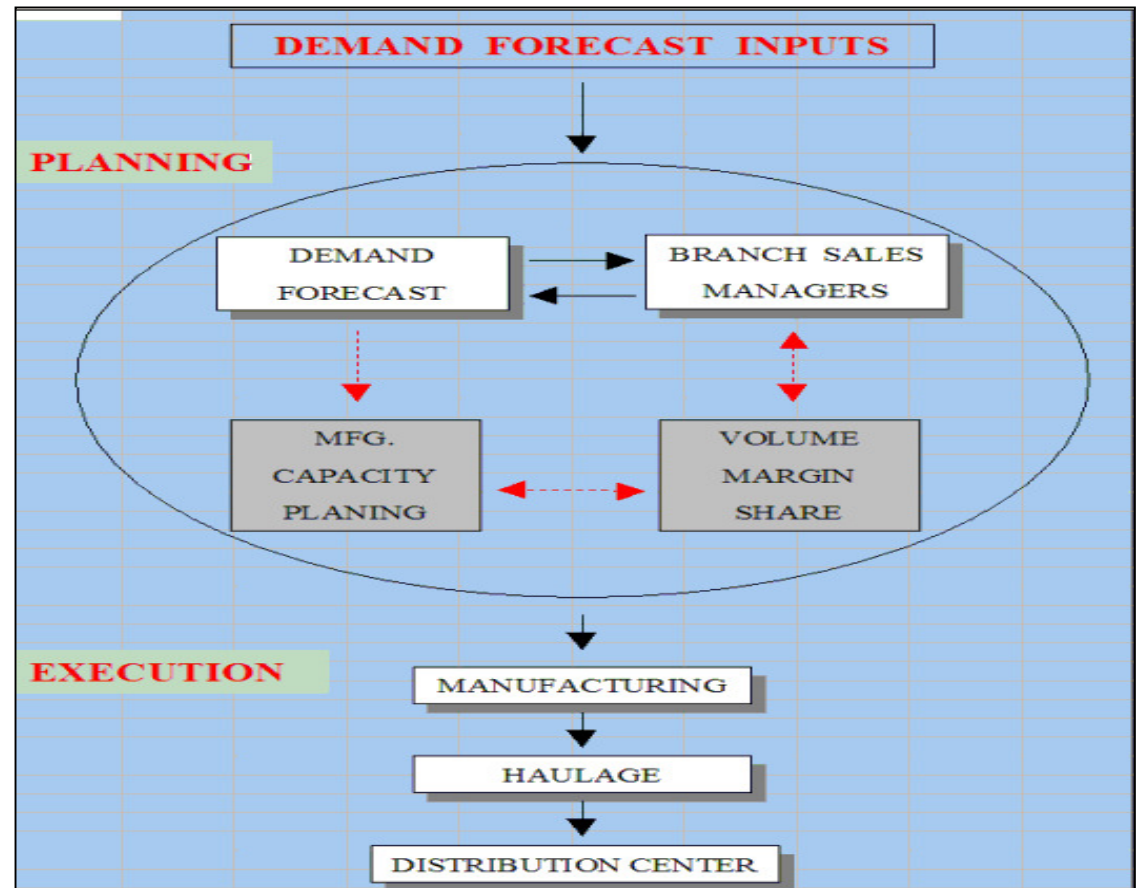 DEMAND FORECAST INPUTS
PLANNING
DEMAND
FORECAST
BRANCH SALES
MANAGERS
MFG.
CAPACITY
PLANING
VOLUME
MARGIN
SHARE
EXECUTION
MANUFACTURING
HAULAGE
DISTRIBUTION CENTER